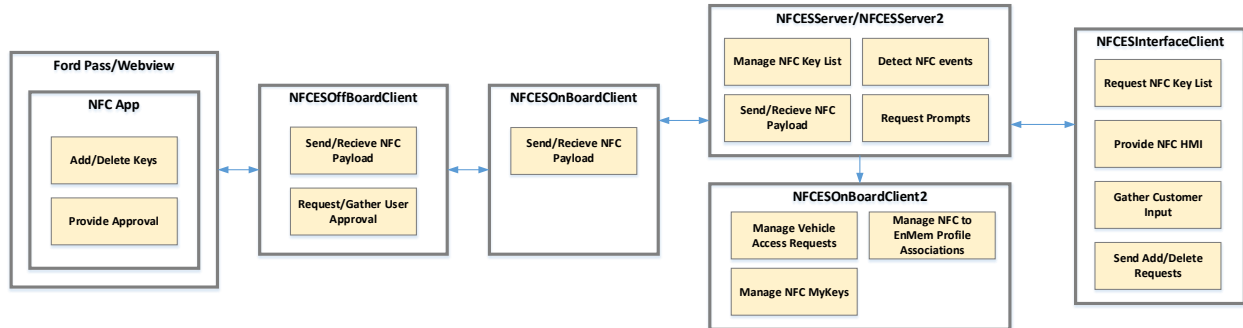 Ford Pass/Webview
NFC App
Add/Delete Keys
Provide Approval
NFCESOffBoardClient
Send/Recieve NFC
Payload
Request/Gather User
Approval
NFCESOnBoardClient
Send/Recieve NFC
Payload
NFCESServer/NFCESServer2
Manage NFC Key List
Detect NFC events
Send/Recieve NFC
Payload
Request Prompts
NFCESOnBoardClient2
Manage Vehicle
Access Requests
Manage NFC to
EnMem Profile
Associations
Manage NFC MyKeys
NFCESInterfaceClient
Request NFC Key List
Provide NFC HMI
Gather Customer
Input
Send Add/Delete
Requests